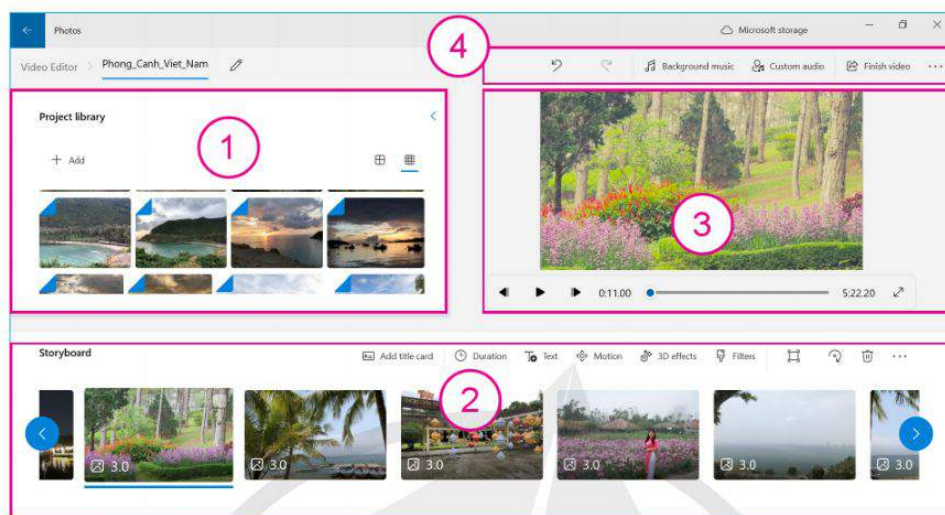 Photos
Microsoft storage
4
Video Editor Phong_Canh_Viet_Nam
Background music Custom audio Finish video ...
Project library
1
+ Add
3
0:11.00 5:22.20
Storyboard
Add title card Duration Text Motion 3D effects Filters ...
2
3.0 3.0 3.0 3.0 3.0 3.0